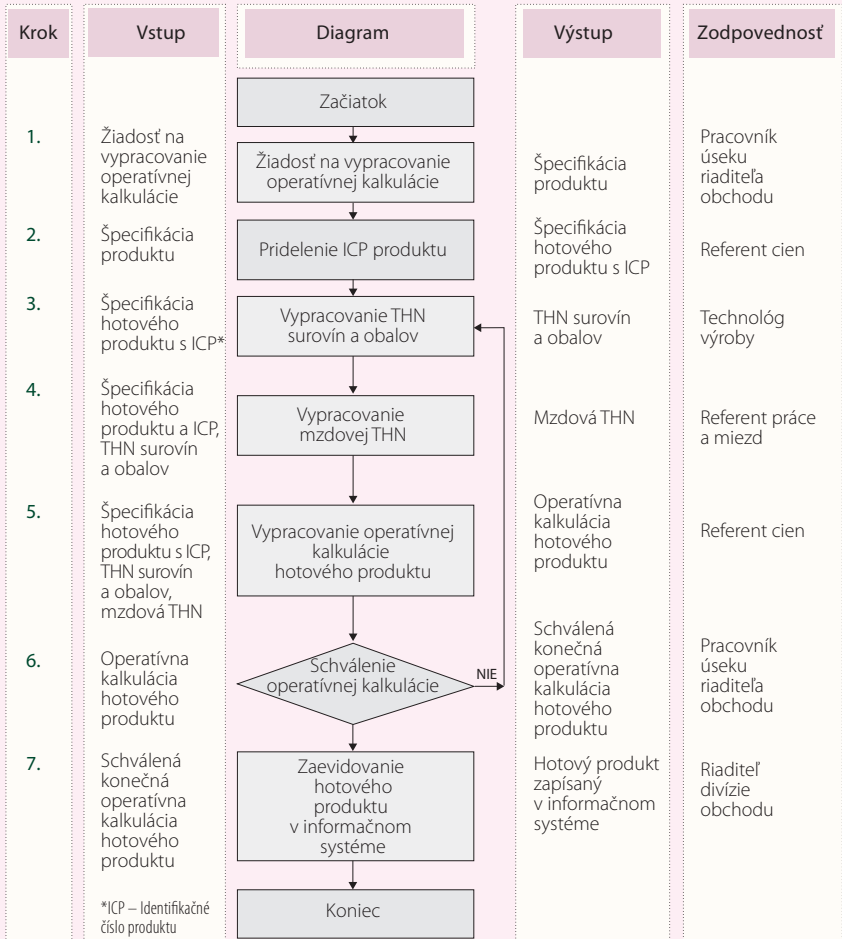 Krok
Vstup
Diagram
Výstup
Zodpovednosť
Začiatok
1.
Žiadosť na
vypracovanie
operatívnej
kalkulácie
Žiadosť na vypracovanie
operatívnej kalkulácie
Špecifikácia
produktu
Pracovník
úseku
riaditeľa
obchodu
2.
Špecifikácia
produktu
Pridelenie ICP produktu
Špecifikácia
hotového
produktu s ICP
Referent cien
3.
Špecifikácia
hotového
produktu s ICP*
Vypracovanie THN
surovín a obalov
THN surovín
a obalov
Technológ
výroby
4.
Špecifikácia
hotového
produktu a ICP,
THN surovín
a obalov
Vypracovanie
mzdovej THN
Mzdová THN
Referent práce
a miezd
5.
Špecifikácia
hotového
produktu s ICP,
THN surovín
a obalov,
mzdová THN
Vypracovanie operatívnej
kalkulácie
hotového produktu
Operatívna
kalkulácia
hotového
produktu
Referent cien
6.
Operatívna
kalkulácia
hotového
produktu
Schválenie
operatívnej kalkulácie
NIE
Schválená
konečná
operatívna
kalkulácia
hotového
produktu
Pracovník
úseku
riaditeľa
obchodu
7.
Schválená
konečná
operatívna
kalkulácia
hotového
produktu
Zaevidovanie
hotového
produktu
v informačnom
systéme
Hotový produkt
zapísaný
v informačnom
systéme
Riaditeľ
divízie
obchodu
*ICP – Identifikačné
číslo produktu
Koniec